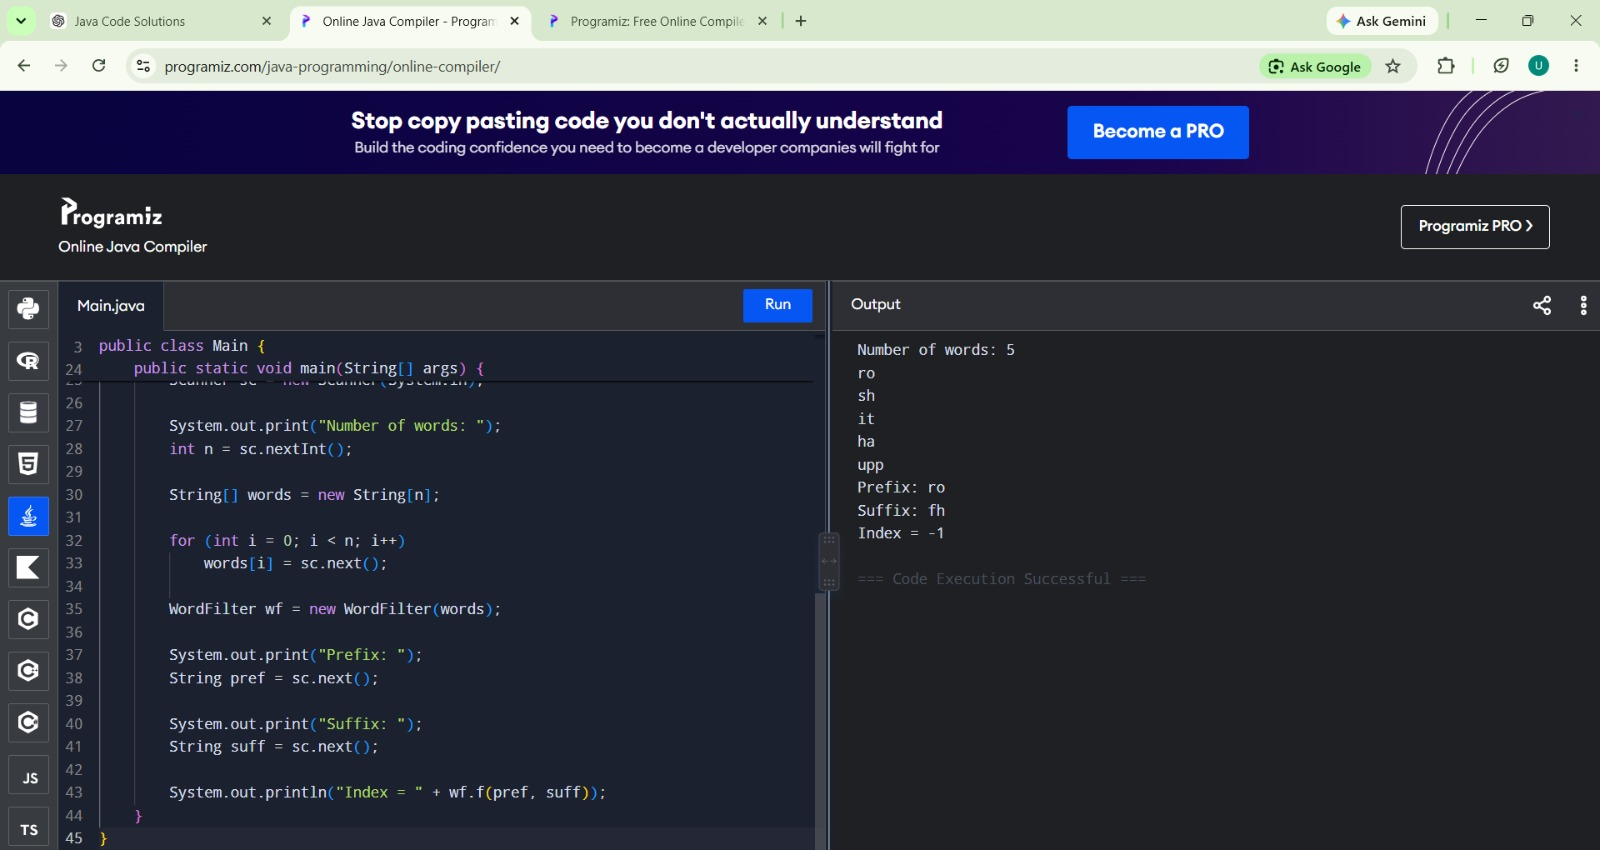 Java Code Solutions
Online Java Compiler - Program
Programiz: Free Online Compile
Ask Gemini
programiz.com/java-programming/online-compiler/
Ask Google
U
Stop copy pasting code you don't actually understand
Build the coding confidence you need to become a developer companies will fight for
Become a PRO
Programiz
Online Java Compiler
Programiz PRO
Main.java
Run
3 public class Main {
24 public static void main(String[] args) {
25 Scanner sc = new Scanner(System.in);
26
27 System.out.print("Number of words: ");
28 int n = sc.nextInt();
29
30 String[] words = new String[n];
31
32 for (int i = 0; i < n; i++)
33 words[i] = sc.next();
34
35 WordFilter wf = new WordFilter(words);
36
37 System.out.print("Prefix: ");
38 String pref = sc.next();
39
40 System.out.print("Suffix: ");
41 String suff = sc.next();
42
43 System.out.println("Index = " + wf.f(pref, suff));
44 }
45 }
JS
TS
Output
Number of words: 5
ro
sh
it
ha
upp
Prefix: ro
Suffix: fh
Index = -1
=== Code Execution Successful ===